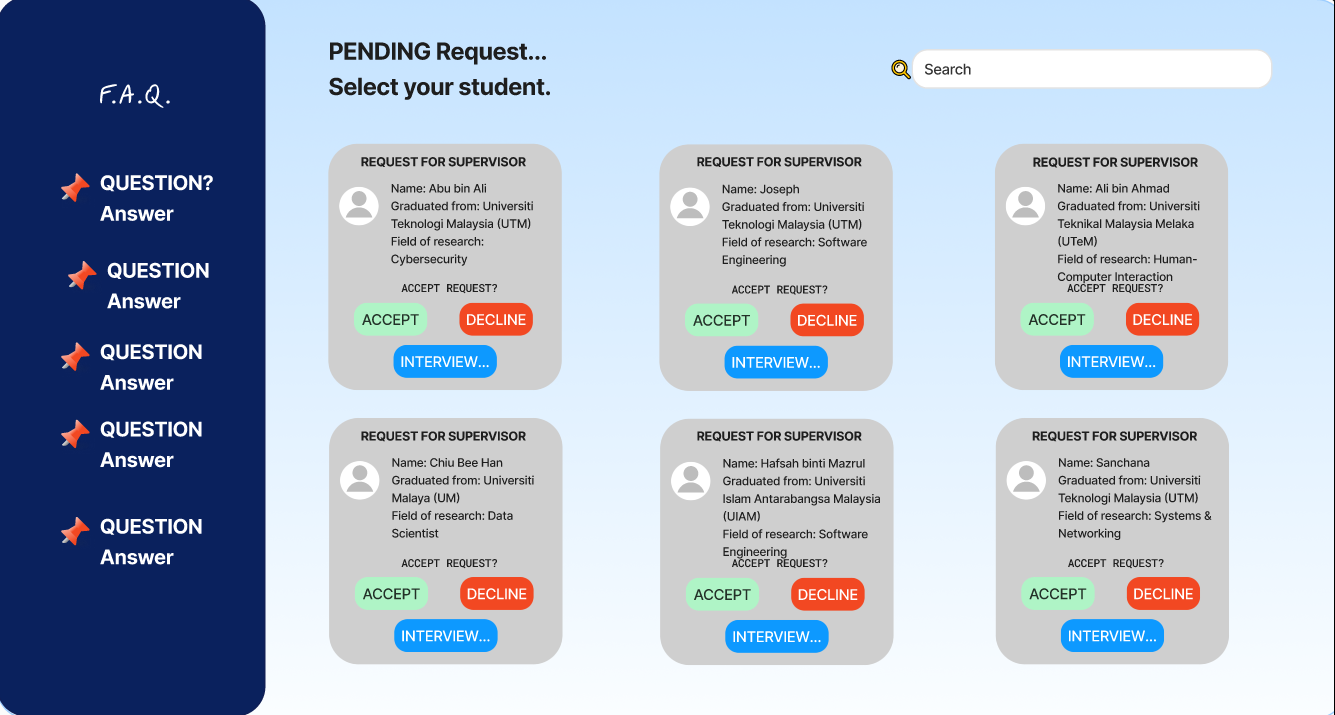 F.A.Q.
QUESTION?
Answer
QUESTION
Answer
QUESTION
Answer
QUESTION
Answer
QUESTION
Answer
PENDING Request...
Select your student.
Search
REQUEST FOR SUPERVISOR
Name: Abu bin Ali
Graduated from: Universiti
Teknologi Malaysia (UTM)
Field of research:
Cybersecurity
ACCEPT REQUEST?
ACCEPT
DECLINE
INTERVIEW...
REQUEST FOR SUPERVISOR
Name: Joseph
Graduated from: Universiti
Teknologi Malaysia (UTM)
Field of research: Software
Engineering
ACCEPT REQUEST?
ACCEPT
DECLINE
INTERVIEW...
REQUEST FOR SUPERVISOR
Name: Ali bin Ahmad
Graduated from: Universiti
Teknikal Malaysia Melaka
(UTeM)
Field of research: Human-
Computer Interaction
ACCEPT REQUEST?
ACCEPT
DECLINE
INTERVIEW...
REQUEST FOR SUPERVISOR
Name: Chiu Bee Han
Graduated from: Universiti
Malaya (UM)
Field of research: Data
Scientist
ACCEPT REQUEST?
ACCEPT
DECLINE
INTERVIEW...
REQUEST FOR SUPERVISOR
Name: Hafsah binti Mazrul
Graduated from: Universiti
Islam Antarabangsa Malaysia
(UIAM)
Field of research: Software
Engineering
ACCEPT REQUEST?
ACCEPT
DECLINE
INTERVIEW...
REQUEST FOR SUPERVISOR
Name: Sanchana
Graduated from: Universiti
Teknologi Malaysia (UTM)
Field of research: Systems &
Networking
ACCEPT REQUEST?
ACCEPT
DECLINE
INTERVIEW...